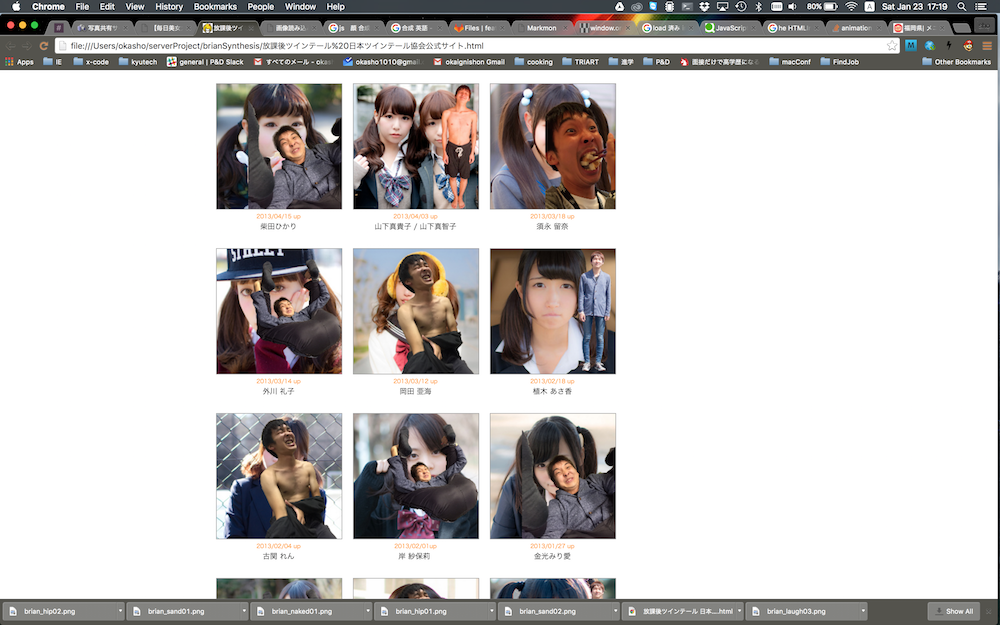 Chrome File Edit View History Bookmarks People Window Help
80% Sat Jan 23 17:19
写真共有サ
[毎日美女
放課後ツイ
画像読み込
js 顔 合成
合成 英語
Files | fea
Markmon
window.o
load 済み
JavaScrip
he HTML
animation
福岡県|
file:///Users/okasho/serverProject/brianSynthesis/放課後ツインテール%20日本ツインテール協会公式サイト.html
Apps IE x-code kyutech general | P&D Slack すべてのメール - okas okasho1010@gmail okaignishon Gmail cooking TRIART 進学 P&D 面接だけで高学歴になる macConf FindJob Other Bookmarks
2013/04/15 up
柴田ひかり
2013/04/03 up
山下真貴子 / 山下真智子
2013/03/18 up
須永 留奈
STREET
2013/03/14 up
外川 礼子
2013/03/12 up
岡田 亜海
2013/02/18 up
植木 あさ香
2013/02/04 up
古関 れん
2013/02/01 up
岸 紗保莉
2013/01/27 up
金光みり愛
brian_hip02.png brian_sand01.png brian_naked01.png brian_hip01.png brian_sand02.png 放課後ツインテール 日本....html brian_laugh03.png Show All